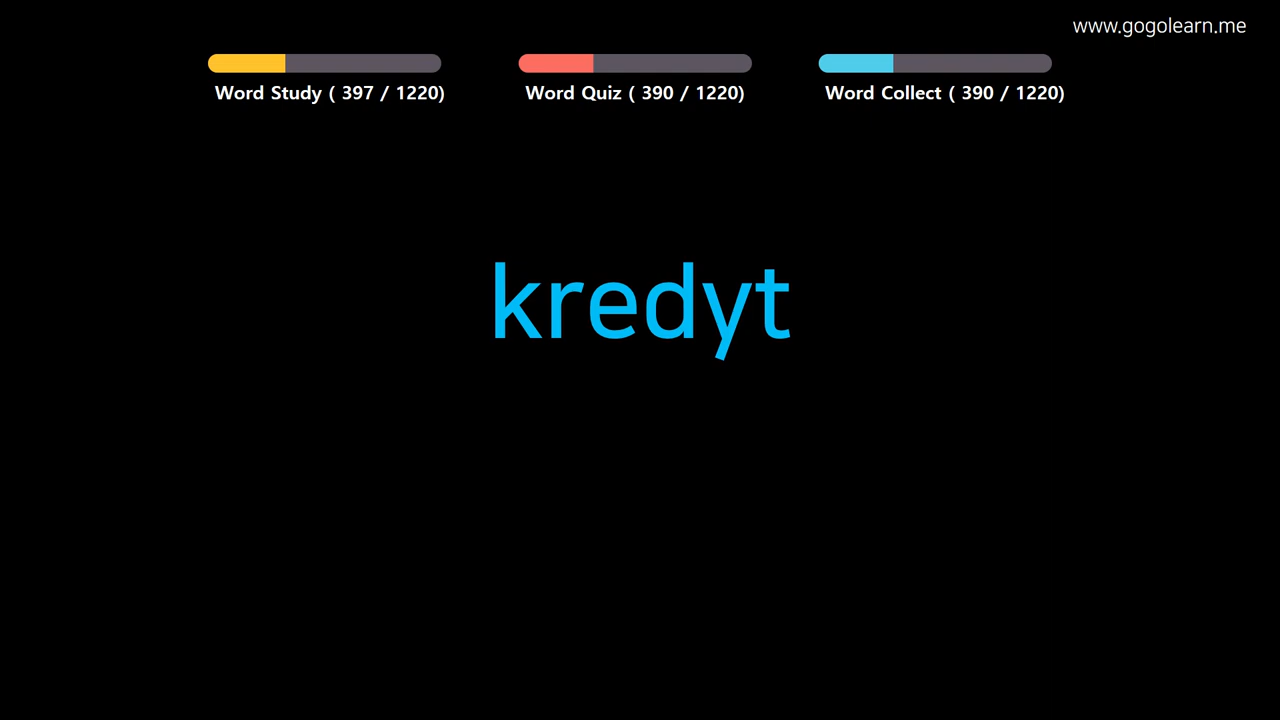 www.gogolearn.me
Word Study ( 397 / 1220)
Word Quiz ( 390 / 1220)
Word Collect ( 390 / 1220)
kredyt